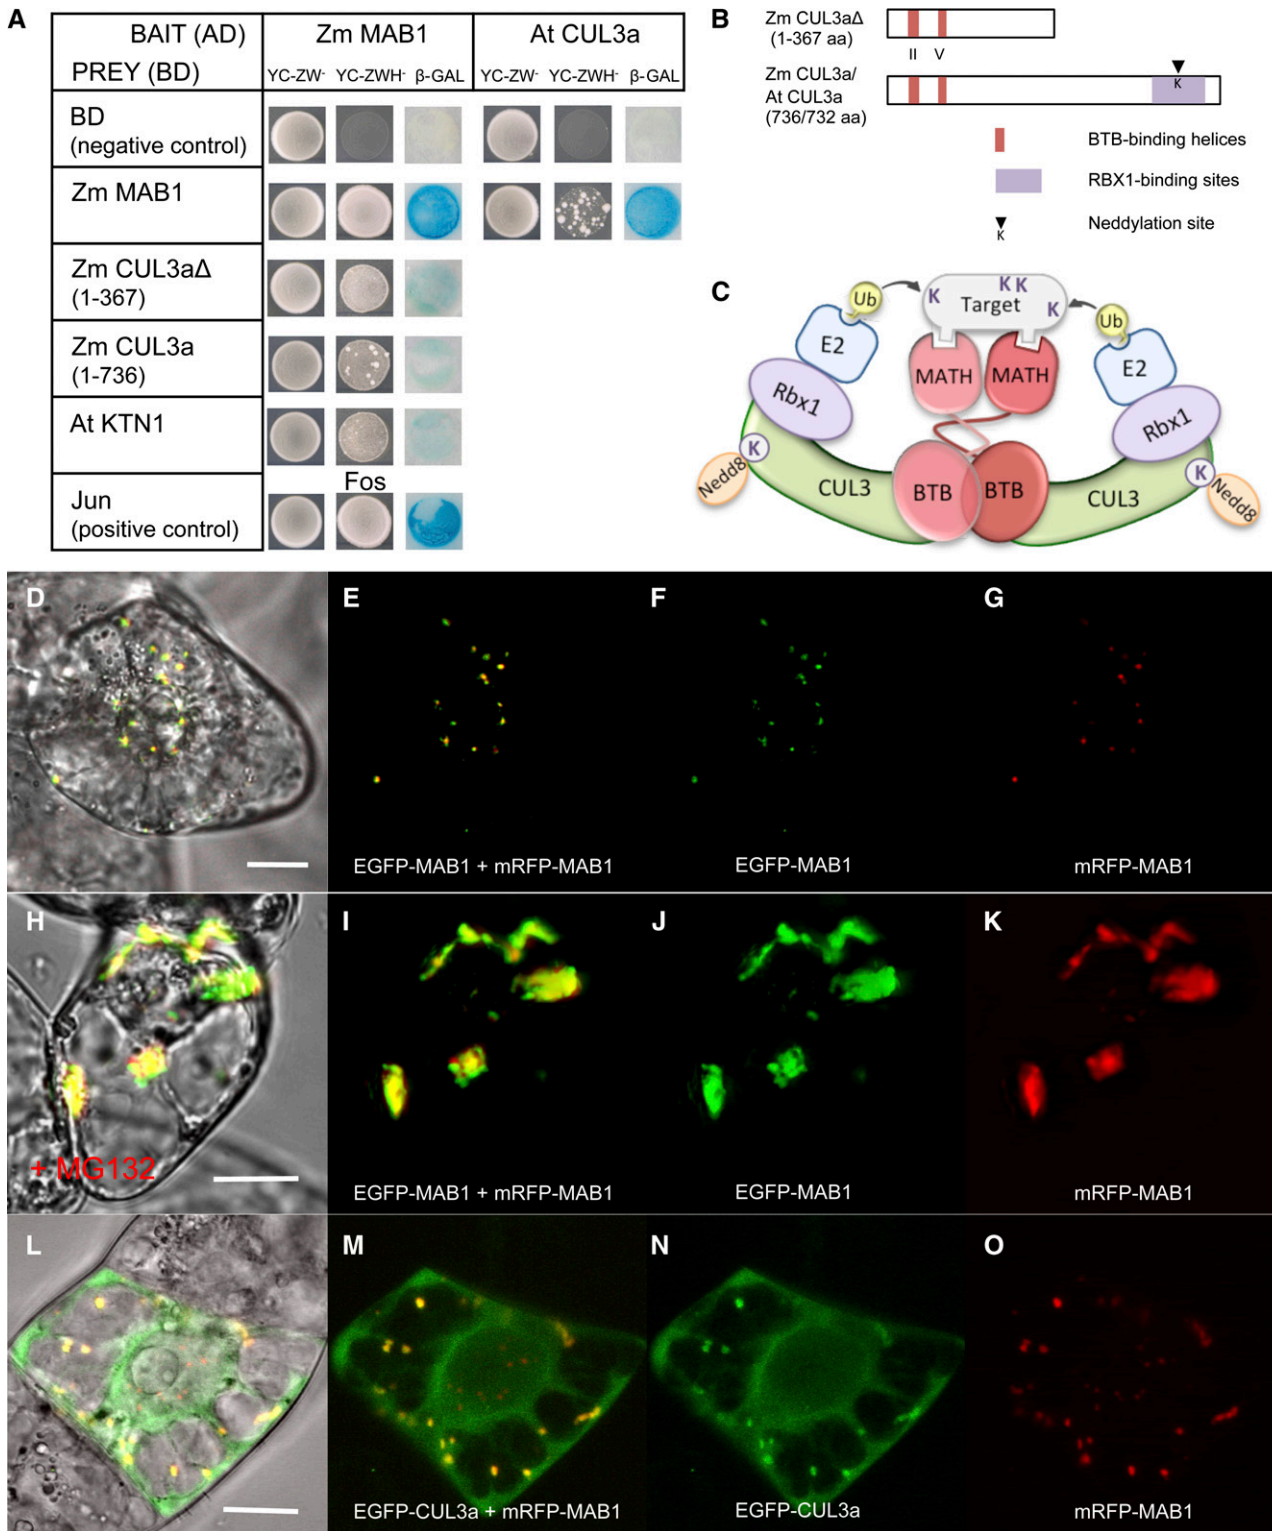 A
BAIT (AD)
Zm MAB1
At CUL3a
PREY (BD)
YC-ZW-
YC-ZWH-
β-GAL
YC-ZW-
YC-ZWH-
β-GAL
BD
(negative control)
Zm MAB1
Zm CUL3aΔ
(1-367)
Zm CUL3a
(1-736)
At KTN1
Fos
Jun
(positive control)
B
Zm CUL3aΔ
(1-367 aa)
II
V
Zm CUL3a/
At CUL3a
(736/732 aa)
K
BTB-binding helices
RBX1-binding sites
K
Neddylation site
C
Ub
K
K K
K
Target
Ub
E2
E2
MATH
MATH
Rbx1
Rbx1
K
K
Nedd8
Nedd8
CUL3
BTB
BTB
CUL3
D
E
F
G
EGFP-MAB1 + mRFP-MAB1
EGFP-MAB1
mRFP-MAB1
H
I
J
K
+ MG132
EGFP-MAB1 + mRFP-MAB1
EGFP-MAB1
mRFP-MAB1
L
M
N
O
EGFP-CUL3a + mRFP-MAB1
EGFP-CUL3a
mRFP-MAB1